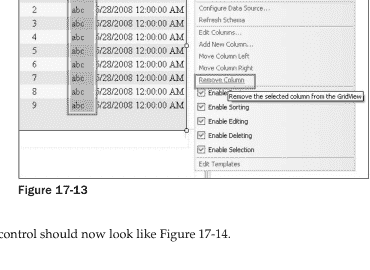 Configure Data Source...
2 abc 5/28/2008 12:00:00 AM
Refresh Schema
3 abc 5/28/2008 12:00:00 AM
Edit Columns...
4 abc 5/28/2008 12:00:00 AM
Add New Column...
5 abc 5/28/2008 12:00:00 AM
Move Column Left
6 abc 5/28/2008 12:00:00 AM
Move Column Right
7 abc 5/28/2008 12:00:00 AM
Remove Column
8 abc 5/28/2008 12:00:00 AM
Remove the selected column from the GridView
9 abc 5/28/2008 12:00:00 AM
Enable Sorting
Enable Editing
Enable Deleting
Enable Selection
Edit Templates
Figure 17-13
control should now look like Figure 17-14.